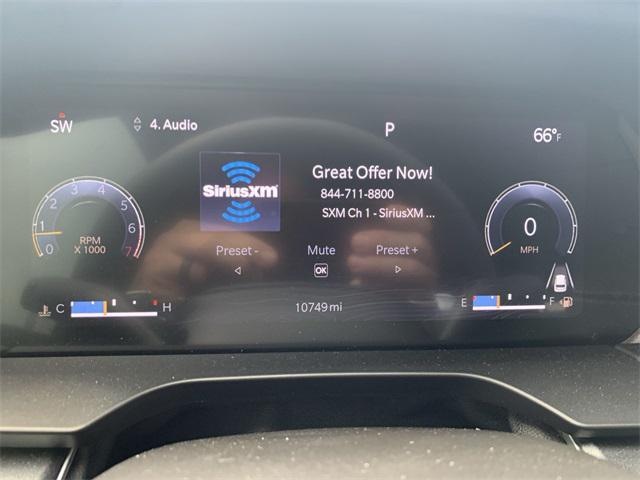 SW
4. Audio
P
66°F
SiriusXM
Great Offer Now!
844-711-8800
SXM Ch 1 - SiriusXM ...
Preset -
Mute
Preset +
OK
0 1 2 3 4 5 6 7
RPM
X 1000
0
MPH
C H
10749 mi
E F